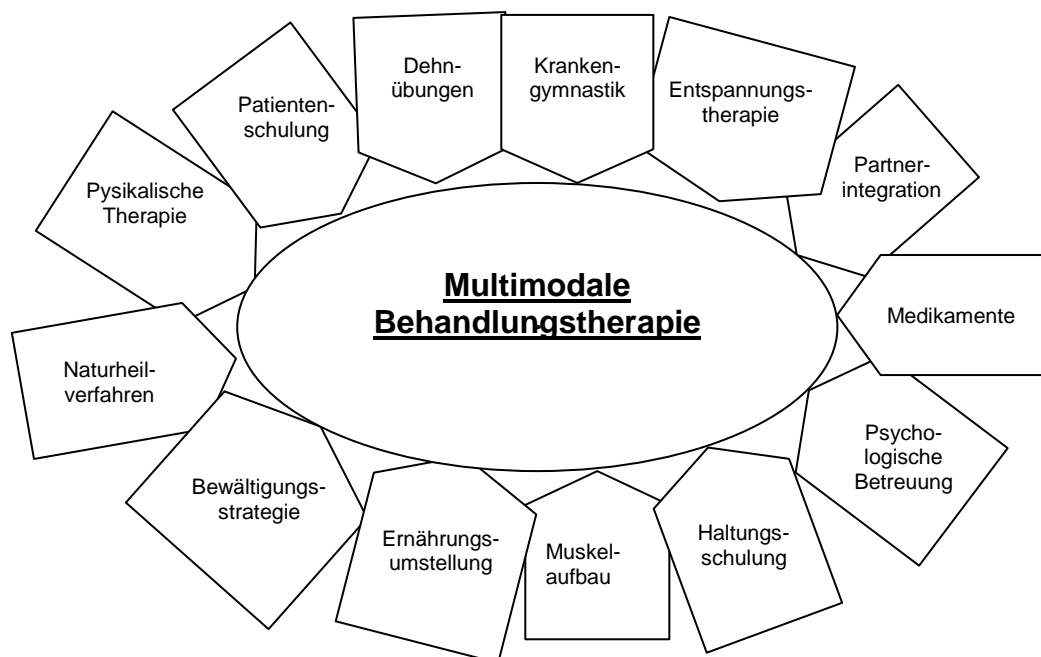 Dehn-
übungen
Kranken-
gymnastik
Entspannungs-
therapie
Patienten-
schulung
Partner-
integration
Pysikalische
Therapie
Multimodale
Behandlungstherapie
Medikamente
Naturheil-
verfahren
Psycho-
logische
Betreuung
Bewältigungs-
strategie
Ernährungs-
umstellung
Muskel-
aufbau
Haltungs-
schulung